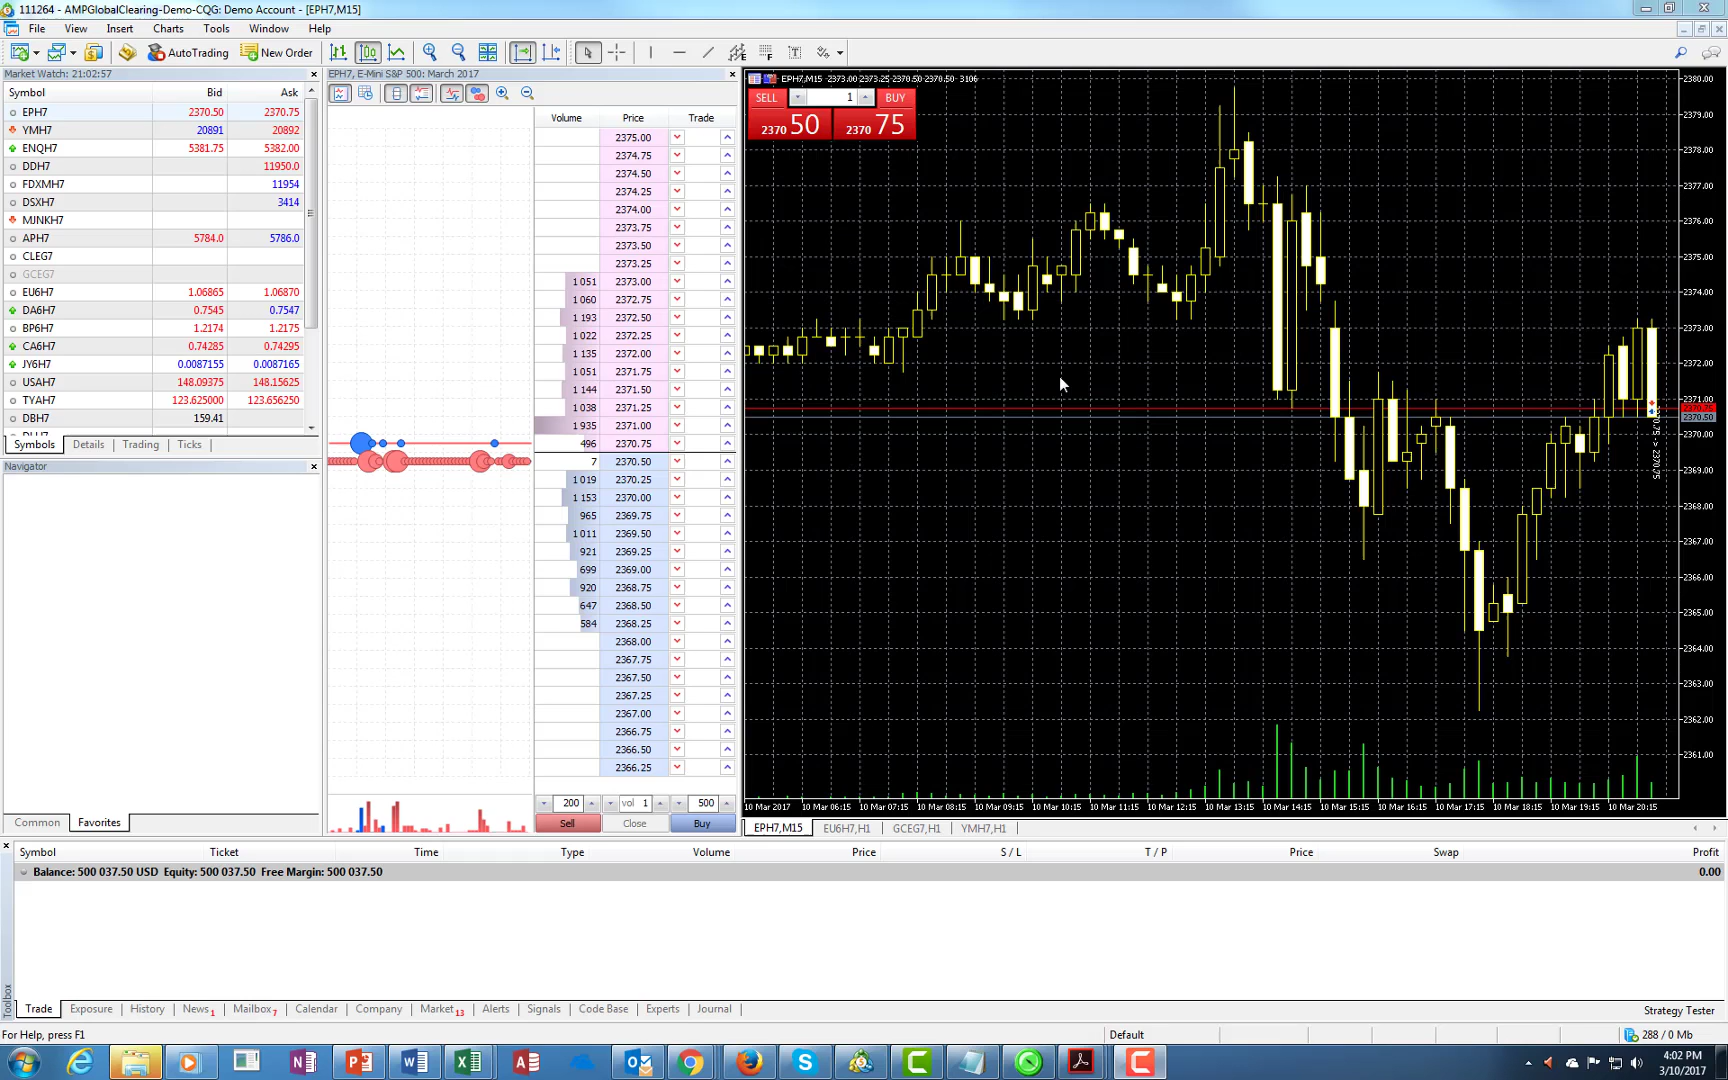 111264 - AMPGlobalClearing-Demo-CQG: Demo Account - [EPH7,M15]
File View Insert Charts Tools Window Help
AutoTrading New Order
Market Watch: 21:02:57
Symbol Bid Ask
EPH7 2370.50 2370.75
YMH7 20891 20892
ENQH7 5381.75 5382.00
DDH7 11950.0
FDXMH7 11954
DSXH7 3414
MJNKH7
APH7 5784.0 5786.0
CLEG7
GCEG7
EU6H7 1.06865 1.06870
DA6H7 0.7545 0.7547
BP6H7 1.2174 1.2175
CA6H7 0.74285 0.74295
JY6H7 0.0087155 0.0087165
USAH7 148.09375 148.15625
TYAH7 123.625000 123.656250
DBH7 159.41
Symbols Details Trading Ticks
Navigator
Common Favorites
EPH7, E-Mini S&P 500: March 2017
Volume Price Trade
2375.00
2374.75
2374.50
2374.25
2374.00
2373.75
2373.50
2373.25
1 051 2373.00
1 060 2372.75
1 193 2372.50
1 022 2372.25
1 135 2372.00
1 051 2371.75
1 144 2371.50
1 038 2371.25
1 935 2371.00
496 2370.75
7 2370.50
1 019 2370.25
1 153 2370.00
965 2369.75
1 011 2369.50
921 2369.25
699 2369.00
920 2368.75
647 2368.50
584 2368.25
2368.00
2367.75
2367.50
2367.25
2367.00
2366.75
2366.50
2366.25
200 vol 1 500
Sell Close Buy
EPH7,M15 2373.00 2373.25 2370.50 2370.50 3106
SELL 1 BUY
2370 50 2370 75
2380.00
2379.00
2378.00
2377.00
2376.00
2375.00
2374.00
2373.00
2372.00
2371.00
2370.75
2370.50
2370.00
2369.00
2368.00
2367.00
2366.00
2365.00
2364.00
2363.00
2362.00
2361.00
10 Mar 2017 10 Mar 06:15 10 Mar 07:15 10 Mar 08:15 10 Mar 09:15 10 Mar 10:15 10 Mar 11:15 10 Mar 12:15 10 Mar 13:15 10 Mar 14:15 10 Mar 15:15 10 Mar 16:15 10 Mar 17:15 10 Mar 18:15 10 Mar 19:15 10 Mar 20:15
EPH7,M15 EU6H7,H1 GCEG7,H1 YMH7,H1
Symbol Ticket Time Type Volume Price S / L T / P Price Swap Profit
Balance: 500 037.50 USD Equity: 500 037.50 Free Margin: 500 037.50 0.00
Toolbox
Trade Exposure History News 1 Mailbox 7 Calendar Company Market 13 Alerts Signals Code Base Experts Journal Strategy Tester
For Help, press F1 Default 288 / 0 Mb
4:02 PM
3/10/2017